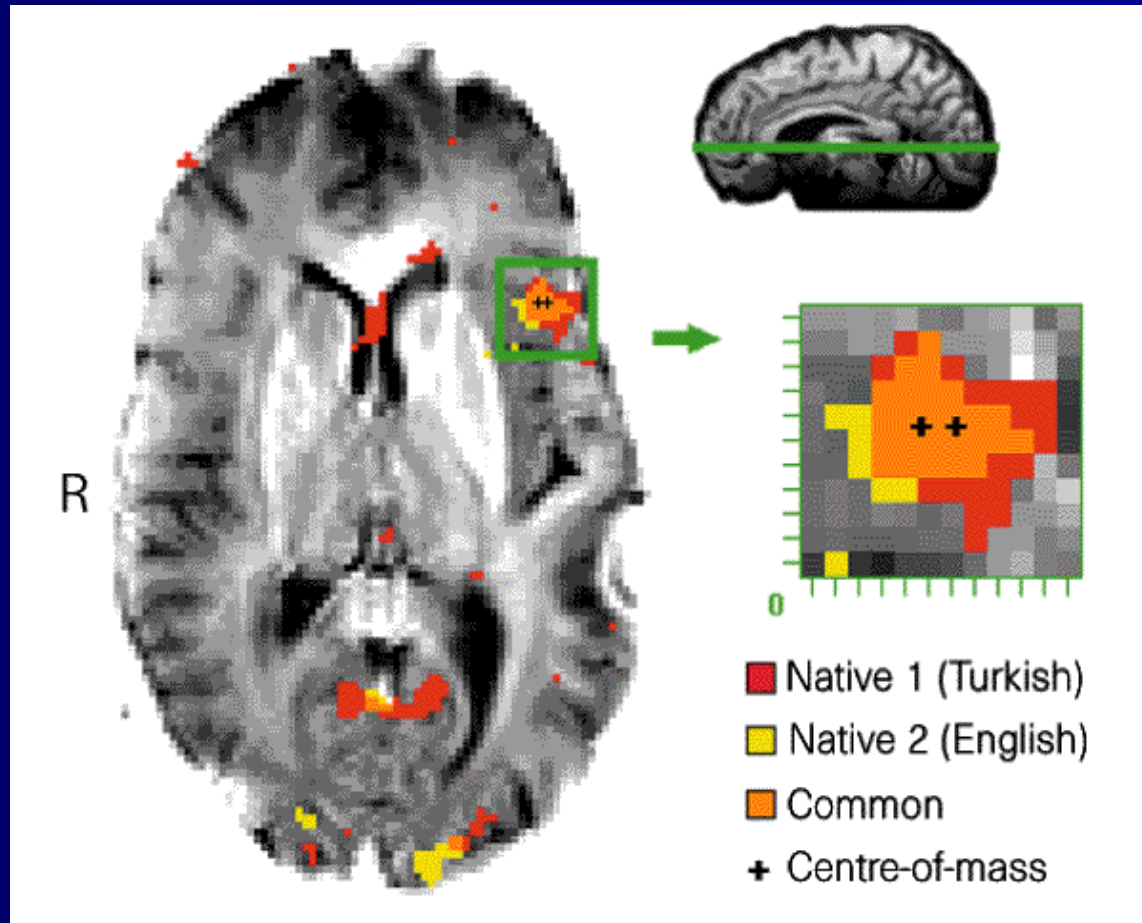 R
0
Native 1 (Turkish)
Native 2 (English)
Common
Centre-of-mass